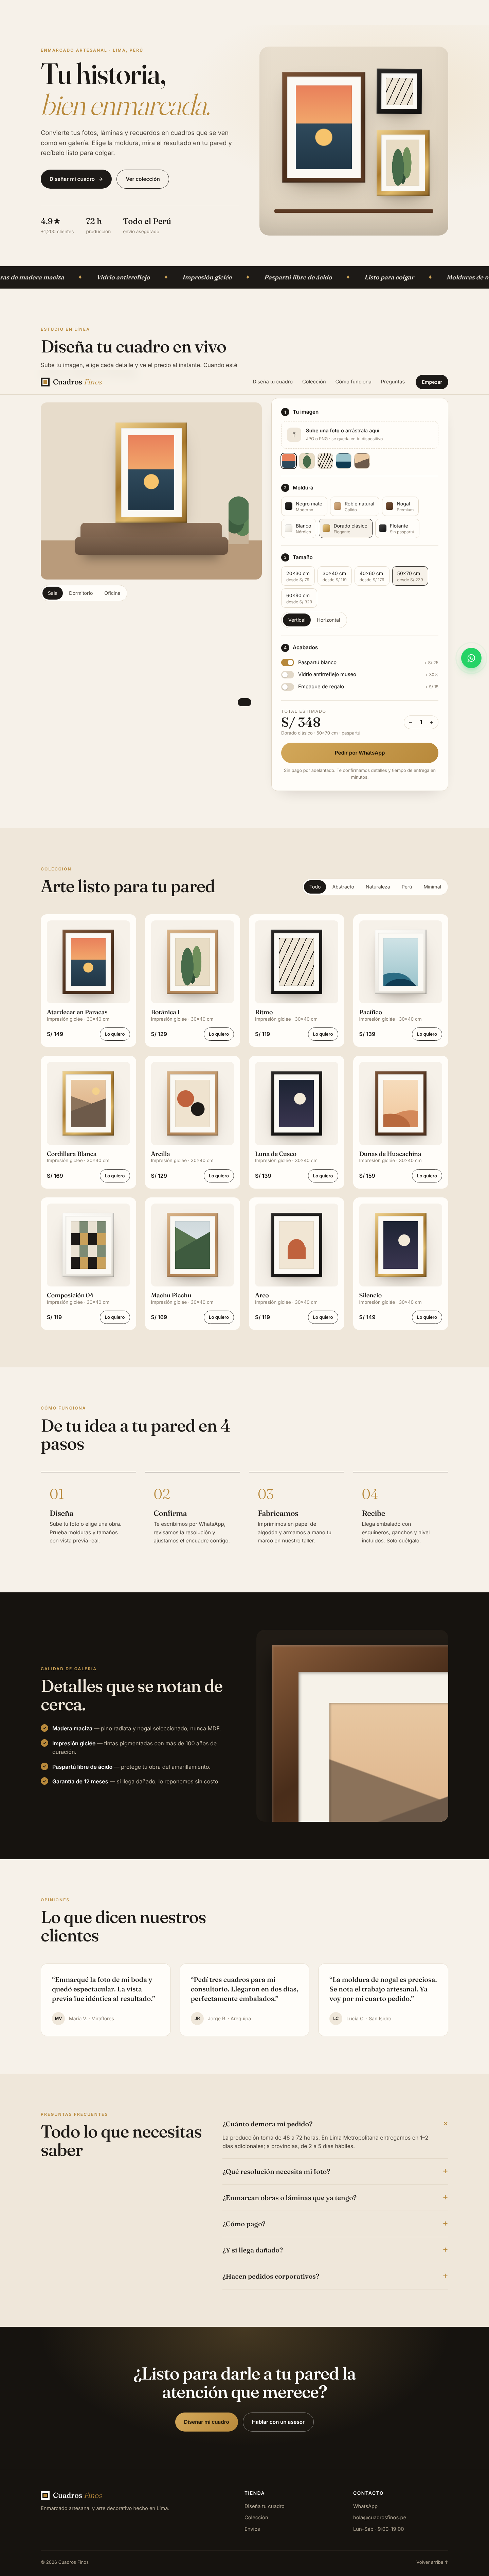 ENMARCADO ARTESANAL · LIMA, PERÚ
Tu historia,
bien enmarcada.
Convierte tus fotos, láminas y recuerdos en cuadros que se ven
como en galería. Elige la moldura, mira el resultado en tu pared y
recíbelo listo para colgar.
Diseñar mi cuadro →
Ver colección
4.9★
+1,200 clientes
72 h
producción
Todo el Perú
envío asegurado
ras de madera maciza + Vidrio antirreflejo + Impresión giclée + Paspartú libre de ácido + Listo para colgar + Molduras de m
ESTUDIO EN LÍNEA
Diseña tu cuadro en vivo
Sube tu imagen, elige cada detalle y ve el precio al instante. Cuando esté
Cuadros Finos
Diseña tu cuadro
Colección
Cómo funciona
Preguntas
Empezar
Sala
Dormitorio
Oficina
1 Tu imagen
Sube una foto o arrástrala aquí
JPG o PNG · se queda en tu dispositivo
2 Moldura
Negro mate
Moderno
Roble natural
Cálido
Nogal
Premium
Blanco
Nórdico
Dorado clásico
Elegante
Flotante
Sin paspartú
3 Tamaño
20×30 cm
desde S/ 79
30×40 cm
desde S/ 119
40×60 cm
desde S/ 179
50×70 cm
desde S/ 239
60×90 cm
desde S/ 329
Vertical
Horizontal
4 Acabados
Paspartú blanco
+ S/ 25
Vidrio antirreflejo museo
+ 30%
Empaque de regalo
+ S/ 15
TOTAL ESTIMADO
S/ 348
Dorado clásico · 50×70 cm · paspartú
− 1 +
Pedir por WhatsApp
Sin pago por adelantado. Te confirmamos detalles y tiempo de entrega en
minutos.
COLECCIÓN
Arte listo para tu pared
Todo
Abstracto
Naturaleza
Perú
Minimal
Atardecer en Paracas
Impresión giclée · 30×40 cm
S/ 149
Lo quiero
Botánica I
Impresión giclée · 30×40 cm
S/ 129
Lo quiero
Ritmo
Impresión giclée · 30×40 cm
S/ 119
Lo quiero
Pacífico
Impresión giclée · 30×40 cm
S/ 139
Lo quiero
Cordillera Blanca
Impresión giclée · 30×40 cm
S/ 169
Lo quiero
Arcilla
Impresión giclée · 30×40 cm
S/ 129
Lo quiero
Luna de Cusco
Impresión giclée · 30×40 cm
S/ 139
Lo quiero
Dunas de Huacachina
Impresión giclée · 30×40 cm
S/ 159
Lo quiero
Composición 04
Impresión giclée · 30×40 cm
S/ 119
Lo quiero
Machu Picchu
Impresión giclée · 30×40 cm
S/ 169
Lo quiero
Arco
Impresión giclée · 30×40 cm
S/ 119
Lo quiero
Silencio
Impresión giclée · 30×40 cm
S/ 149
Lo quiero
CÓMO FUNCIONA
De tu idea a tu pared en 4
pasos
01
Diseña
Sube tu foto o elige una obra.
Prueba molduras y tamaños
con vista previa real.
02
Confirma
Te escribimos por WhatsApp,
revisamos la resolución y
ajustamos el encuadre contigo.
03
Fabricamos
Imprimimos en papel de
algodón y armamos a mano tu
marco en nuestro taller.
04
Recibe
Llega embalado con
esquineros, ganchos y nivel
incluidos. Solo cuélgalo.
CALIDAD DE GALERÍA
Detalles que se notan de
cerca.
Madera maciza — pino radiata y nogal seleccionado, nunca MDF.
Impresión giclée — tintas pigmentadas con más de 100 años de
duración.
Paspartú libre de ácido — protege tu obra del amarillamiento.
Garantía de 12 meses — si llega dañado, lo reponemos sin costo.
OPINIONES
Lo que dicen nuestros
clientes
“Enmarqué la foto de mi boda y
quedó espectacular. La vista
previa fue idéntica al resultado.”
MV María V. · Miraflores
“Pedí tres cuadros para mi
consultorio. Llegaron en dos días,
perfectamente embalados.”
JR Jorge R. · Arequipa
“La moldura de nogal es preciosa.
Se nota el trabajo artesanal. Ya
voy por mi cuarto pedido.”
LC Lucía C. · San Isidro
PREGUNTAS FRECUENTES
Todo lo que necesitas
saber
¿Cuánto demora mi pedido?
La producción toma de 48 a 72 horas. En Lima Metropolitana entregamos en 1–2
días adicionales; a provincias, de 2 a 5 días hábiles.
¿Qué resolución necesita mi foto?
¿Enmarcan obras o láminas que ya tengo?
¿Cómo pago?
¿Y si llega dañado?
¿Hacen pedidos corporativos?
¿Listo para darle a tu pared la
atención que merece?
Diseñar mi cuadro
Hablar con un asesor
Cuadros Finos
Enmarcado artesanal y arte decorativo hecho en Lima.
TIENDA
Diseña tu cuadro
Colección
Envíos
CONTACTO
WhatsApp
hola@cuadrosfinos.pe
Lun–Sáb · 9:00–19:00
© 2026 Cuadros Finos
Volver arriba ↑